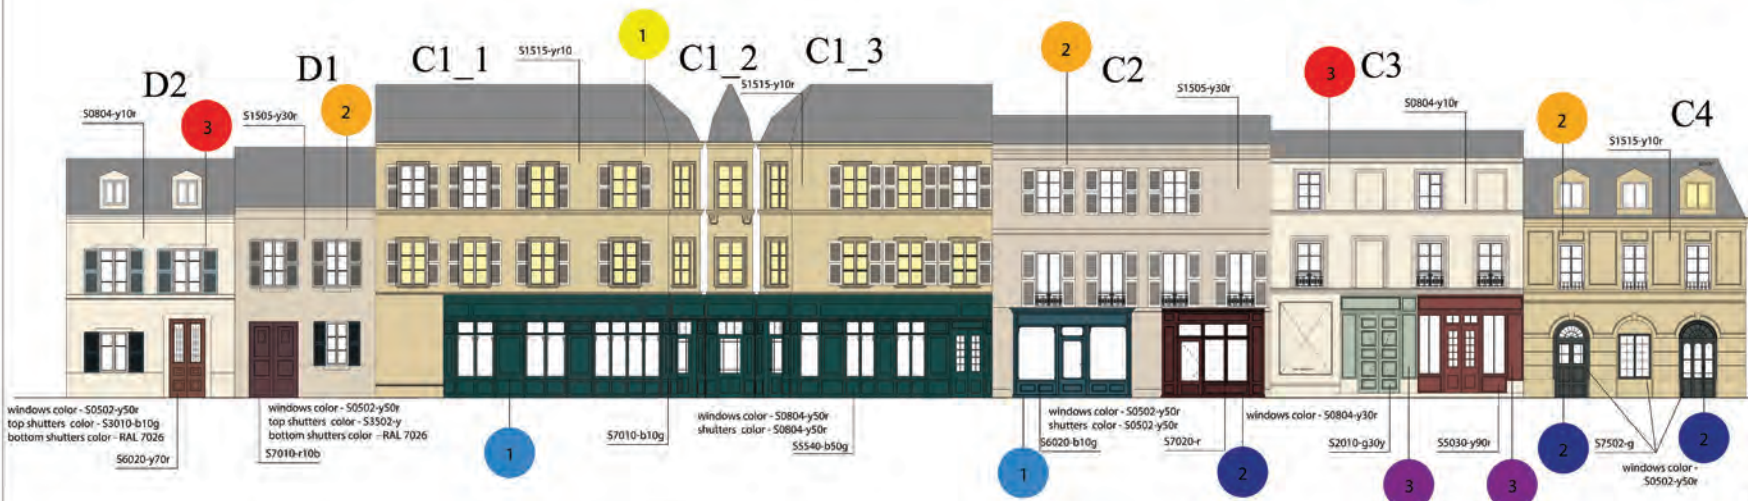 D2
D1
C1_1
C1_2
C1_3
C2
C3
C4
S0804-y10r
3
S1505-y30r
2
S1515-yr10
1
S1515-y10r
2
S1505-y30r
3
S0804-y10r
2
S1515-y10r
windows color - S0502-y50r
top shutters color - S3010-b10g
bottom shutters color - RAL 7026
S6020-y70r
windows color - S0502-y50r
top shutters color - S3502-y
bottom shutters color - RAL 7026
S7010-r10b
1
S7010-b10g
windows color - S0804-y50r
shutters color - S0804-y50r
S5540-b50g
1
windows color - S0502-y50r
shutters color - S0502-y50r
S6020-b10g
S7020-r
2
windows color - S0804-y30r
S2010-g30y
3
S5030-y90r
3
2
S7502-g
2
windows color -
S0502-y50r